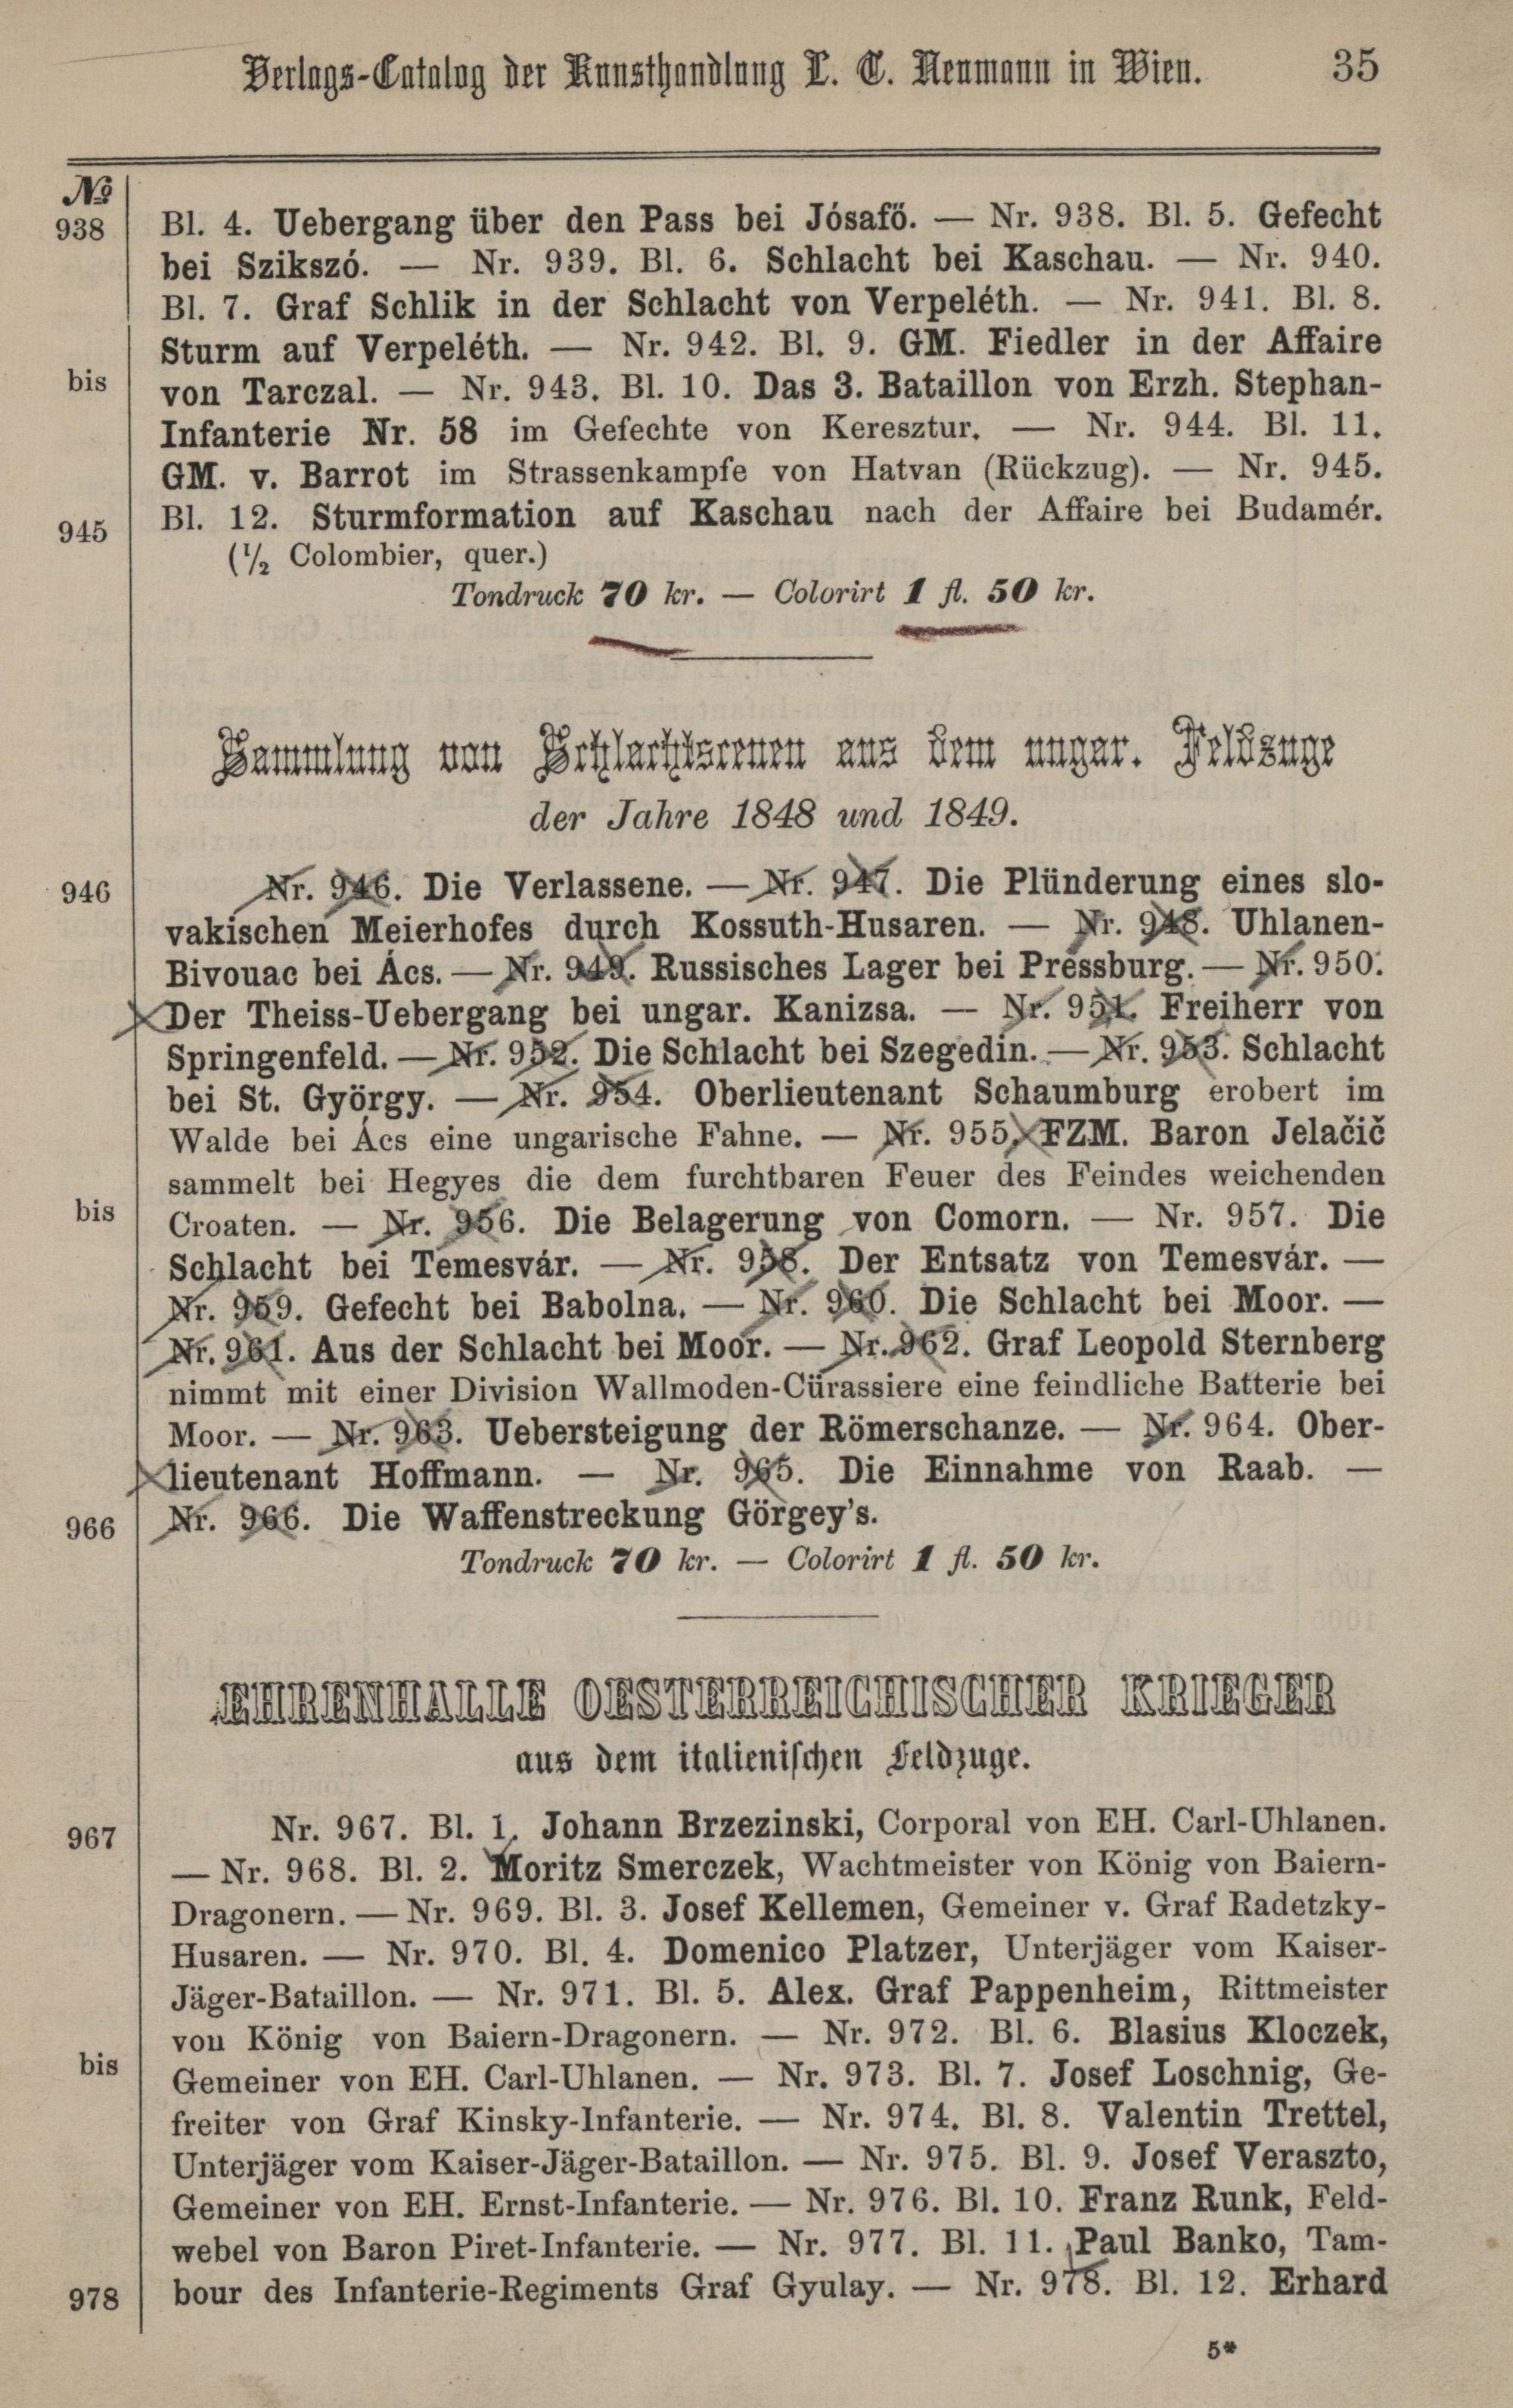 Verlags-Catalog der Kunsthandlung L. T. Neumann in Wien. 35
№
938 Bl. 4. Uebergang über den Pass bei Jósafő. — Nr. 938. Bl. 5. Gefecht
bei Szikszó. — Nr. 939. Bl. 6. Schlacht bei Kaschau. — Nr. 940.
Bl. 7. Graf Schlik in der Schlacht von Verpeléth. — Nr. 941. Bl. 8.
Sturm auf Verpeléth. — Nr. 942. Bl. 9. GM. Fiedler in der Affaire
bis von Tarczal. — Nr. 943. Bl. 10. Das 3. Bataillon von Erzh. Stephan-
Infanterie Nr. 58 im Gefechte von Keresztur. — Nr. 944. Bl. 11.
GM. v. Barrot im Strassenkampfe von Hatvan (Rückzug). — Nr. 945.
945 Bl. 12. Sturmformation auf Kaschau nach der Affaire bei Budamér.
(1/2 Colombier, quer.)
Tondruck 70 kr. — Colorirt 1 fl. 50 kr.
Sammlung von Schlachtscenen aus dem ungar. Feldzuge
der Jahre 1848 und 1849.
946 Nr. 946. Die Verlassene. — Nr. 947. Die Plünderung eines slo-
vakischen Meierhofes durch Kossuth-Husaren. — Nr. 948. Uhlanen-
Bivouac bei Ács. — Nr. 949. Russisches Lager bei Pressburg. — Nr. 950.
Der Theiss-Uebergang bei ungar. Kanizsa. — Nr. 951. Freiherr von
Springenfeld. — Nr. 952. Die Schlacht bei Szegedin. — Nr. 953. Schlacht
bei St. György. — Nr. 954. Oberlieutenant Schaumburg erobert im
Walde bei Ács eine ungarische Fahne. — Nr. 955. FZM. Baron Jelačič
sammelt bei Hegyes die dem furchtbaren Feuer des Feindes weichenden
bis Croaten. — Nr. 956. Die Belagerung von Comorn. — Nr. 957. Die
Schlacht bei Temesvár. — Nr. 958. Der Entsatz von Temesvár. —
Nr. 959. Gefecht bei Babolna. — Nr. 960. Die Schlacht bei Moor. —
Nr. 961. Aus der Schlacht bei Moor. — Nr. 962. Graf Leopold Sternberg
nimmt mit einer Division Wallmoden-Cürassiere eine feindliche Batterie bei
Moor. — Nr. 963. Uebersteigung der Römerschanze. — Nr. 964. Ober-
lieutenant Hoffmann. — Nr. 965. Die Einnahme von Raab. —
966 Nr. 966. Die Waffenstreckung Görgey's.
Tondruck 70 kr. — Colorirt 1 fl. 50 kr.
EHRENHALLE OESTERREICHISCHER KRIEGER
aus dem italienischen Feldzuge.
967 Nr. 967. Bl. 1. Johann Brzezinski, Corporal von EH. Carl-Uhlanen.
— Nr. 968. Bl. 2. Moritz Smerczek, Wachtmeister von König von Baiern-
Dragonern. — Nr. 969. Bl. 3. Josef Kellemen, Gemeiner v. Graf Radetzky-
Husaren. — Nr. 970. Bl. 4. Domenico Platzer, Unterjäger vom Kaiser-
Jäger-Bataillon. — Nr. 971. Bl. 5. Alex. Graf Pappenheim, Rittmeister
von König von Baiern-Dragonern. — Nr. 972. Bl. 6. Blasius Kloczek,
bis Gemeiner von EH. Carl-Uhlanen. — Nr. 973. Bl. 7. Josef Loschnig, Ge-
freiter von Graf Kinsky-Infanterie. — Nr. 974. Bl. 8. Valentin Trettel,
Unterjäger vom Kaiser-Jäger-Bataillon. — Nr. 975. Bl. 9. Josef Veraszto,
Gemeiner von EH. Ernst-Infanterie. — Nr. 976. Bl. 10. Franz Runk, Feld-
webel von Baron Piret-Infanterie. — Nr. 977. Bl. 11. Paul Banko, Tam-
978 bour des Infanterie-Regiments Graf Gyulay. — Nr. 978. Bl. 12. Erhard
5*